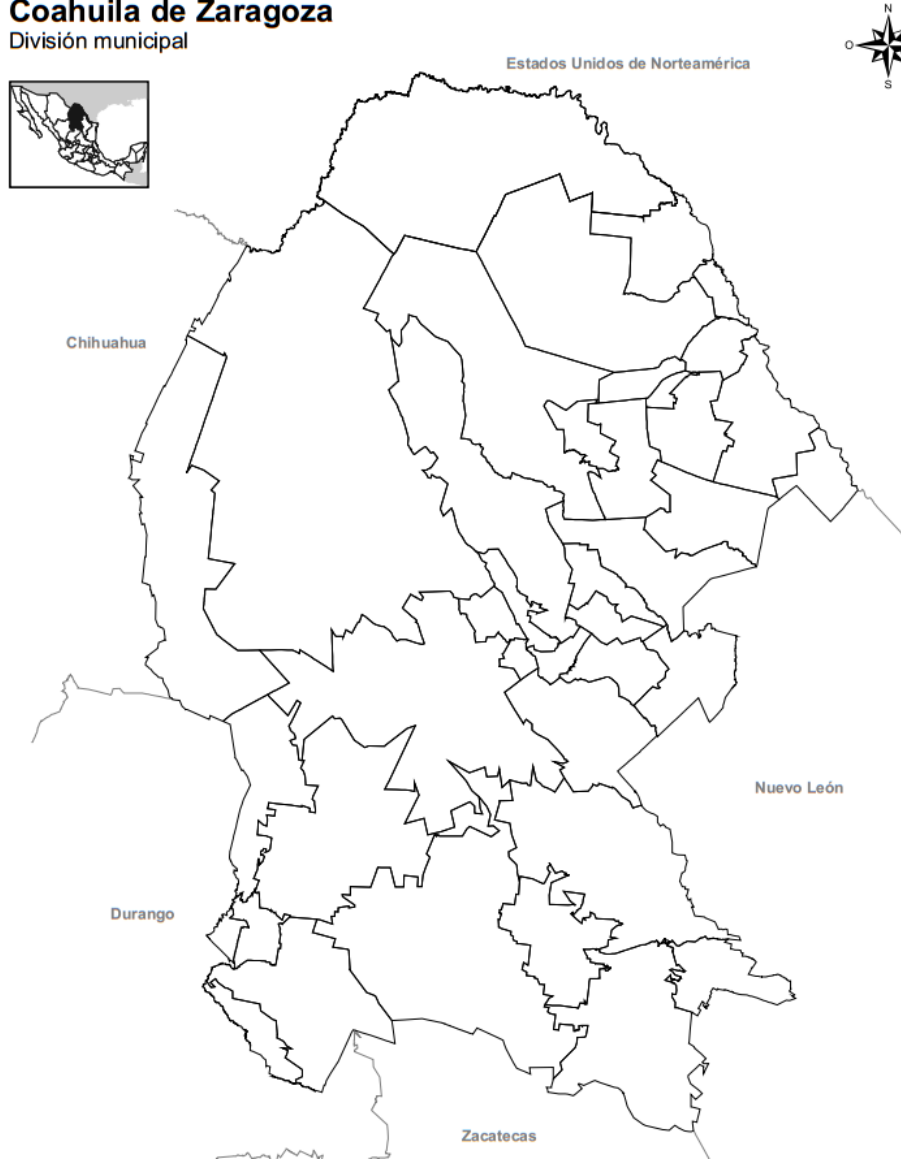 Coahuila de Zaragoza
División municipal
N
Estados Unidos de Norteamérica
O
S
Chihuahua
Nuevo León
Durango
Zacatecas